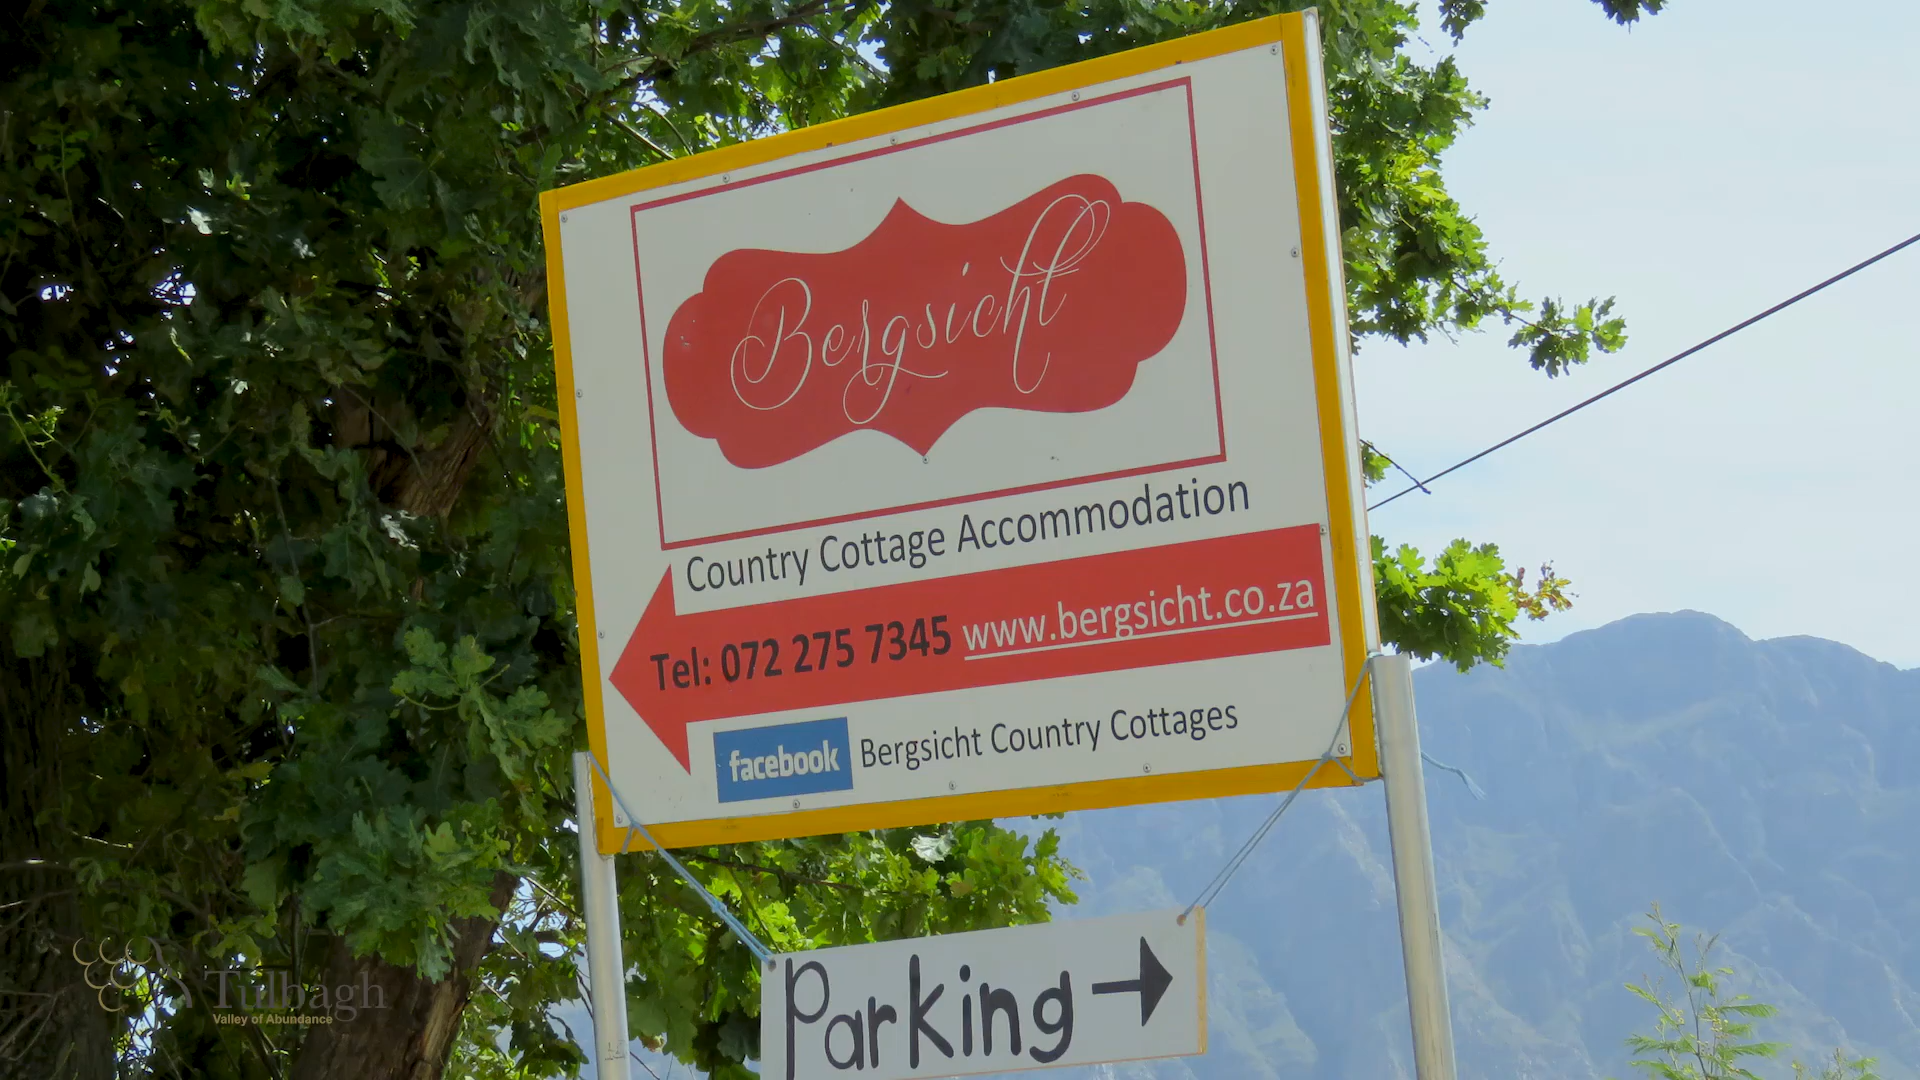 Bergsicht
Country Cottage Accommodation
Tel: 072 275 7345 www.bergsicht.co.za
facebook Bergsicht Country Cottages
Parking
Tulbagh
Valley of Abundance